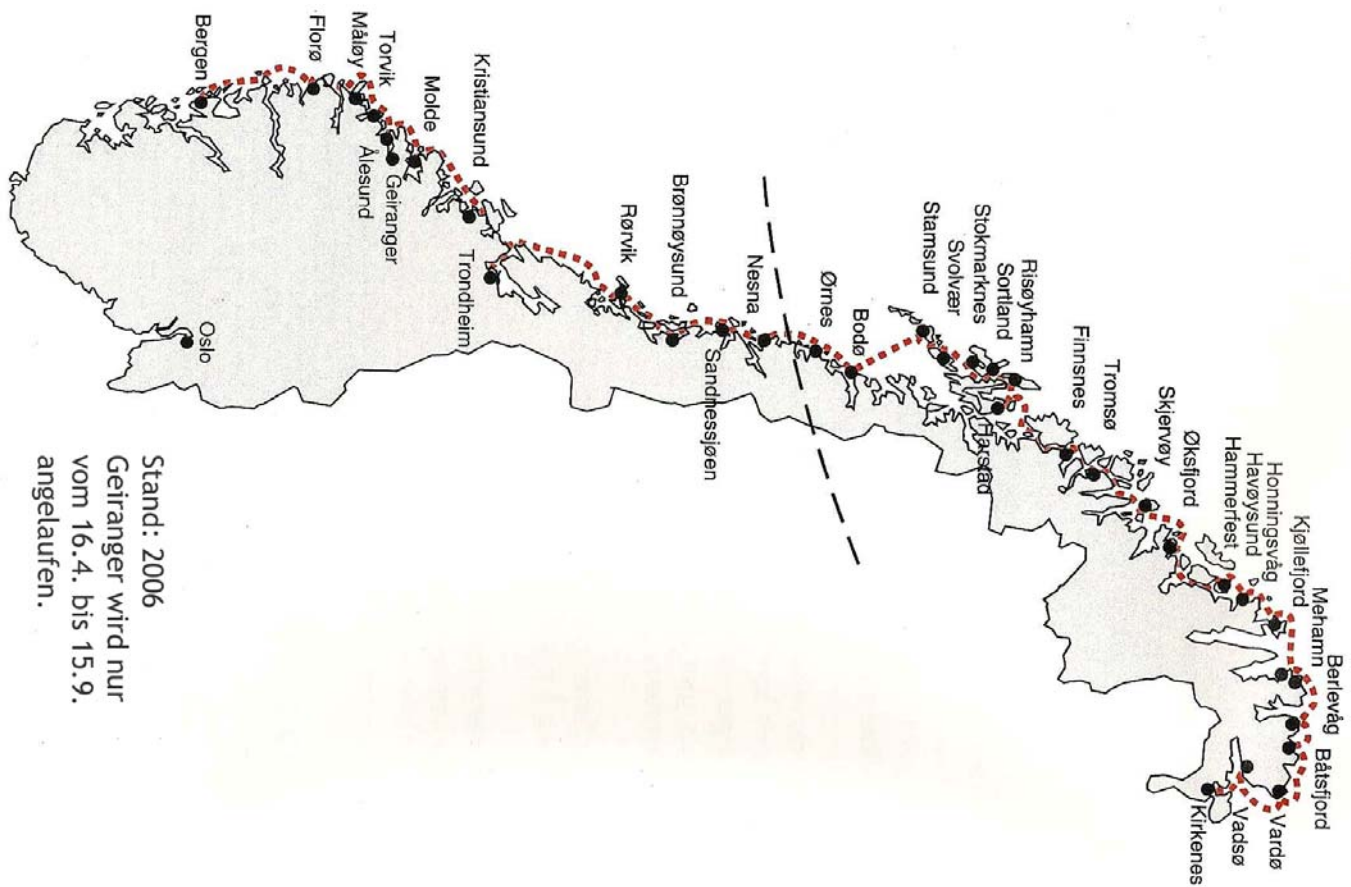 Bergen
Florø
Måløy
Torvik
Ålesund
Geiranger
Molde
Kristiansund
Trondheim
Oslo
Rørvik
Brønnøysund
Sandnessjøen
Nesna
Ørnes
Bodø
Stamsund
Svolvær
Stokmarknes
Sortland
Risøyhamn
Harstad
Finnsnes
Tromsø
Skjervøy
Øksfjord
Hammerfest
Havøysund
Honningsvåg
Kjøllefjord
Mehamn
Berlevåg
Båtsfjord
Vardø
Vadsø
Kirkenes
Stand: 2006
Geiranger wird nur
vom 16.4. bis 15.9.
angelaufen.